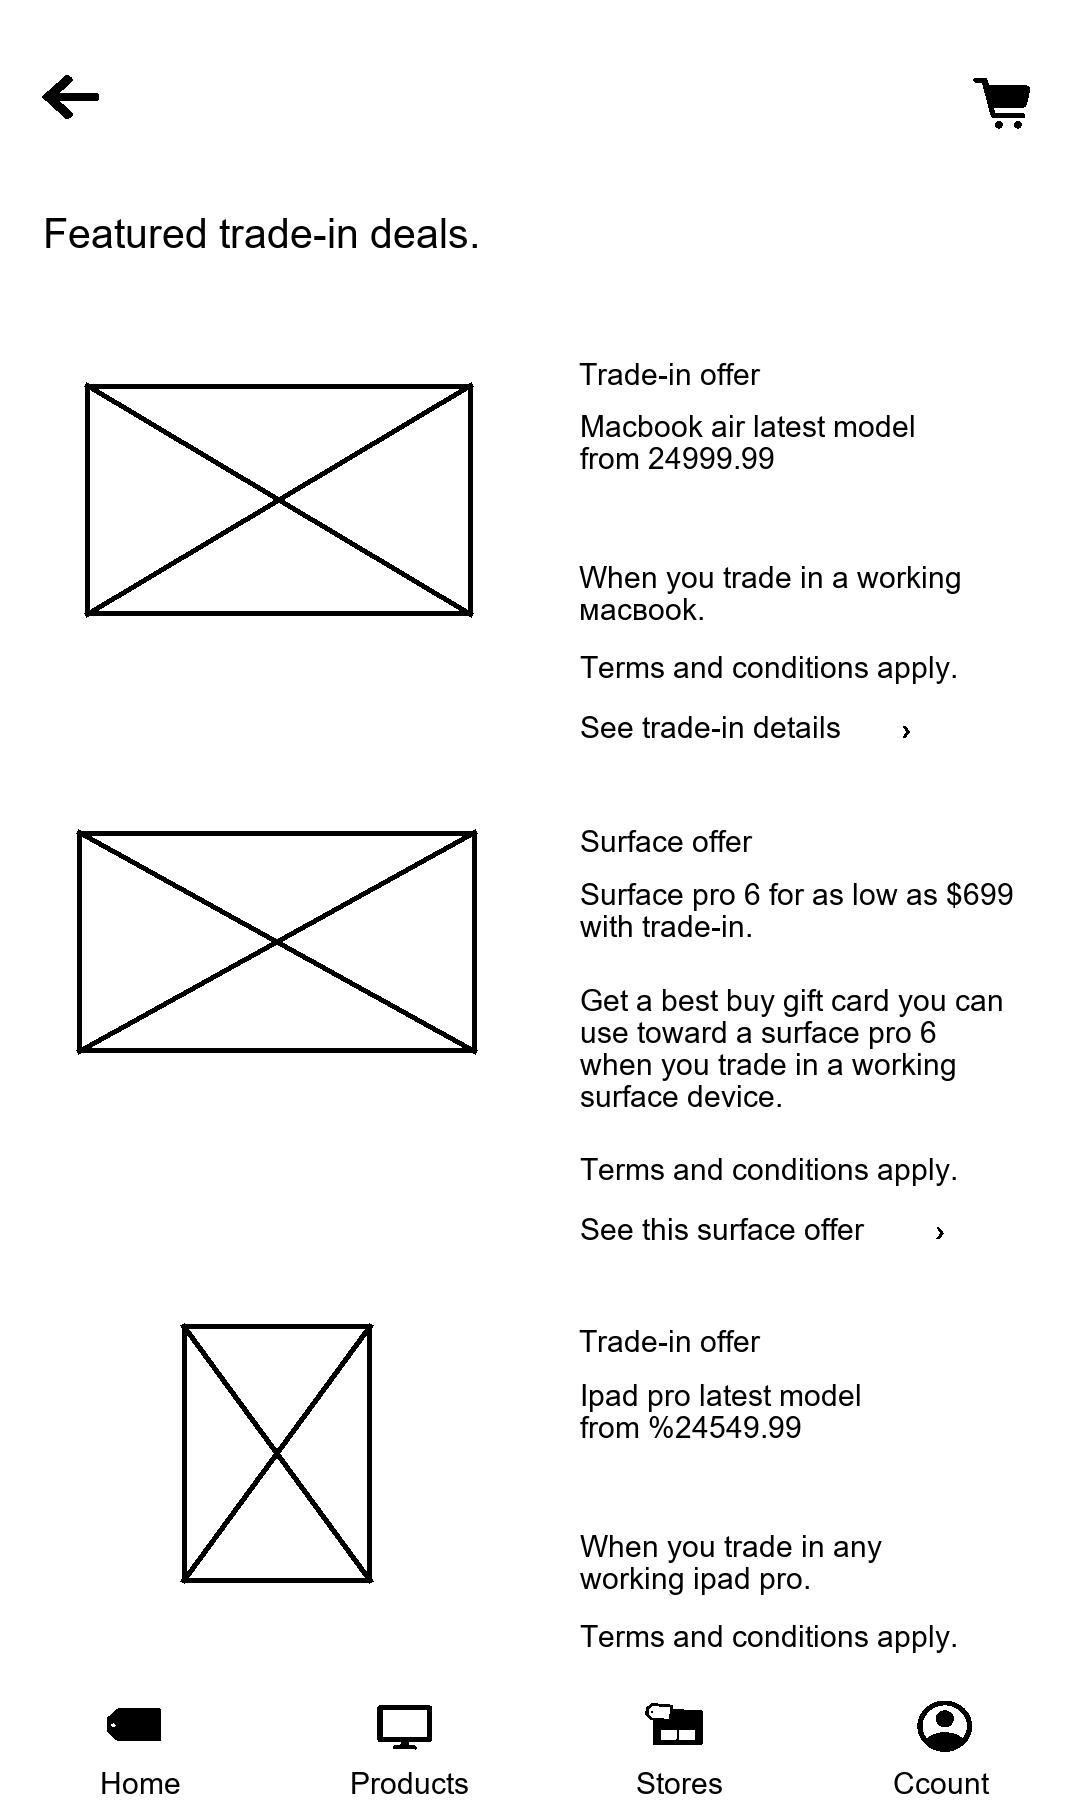 Featured trade-in deals.
Trade-in offer
Macbook air latest model
from 24999.99
When you trade in a working
мacвook.
Terms and conditions apply.
See trade-in details ›
Surface offer
Surface pro 6 for as low as $699
with trade-in.
Get a best buy gift card you can
use toward a surface pro 6
when you trade in a working
surface device.
Terms and conditions apply.
See this surface offer ›
Trade-in offer
Ipad pro latest model
from %24549.99
When you trade in any
working ipad pro.
Terms and conditions apply.
Home
Products
Stores
Ccount